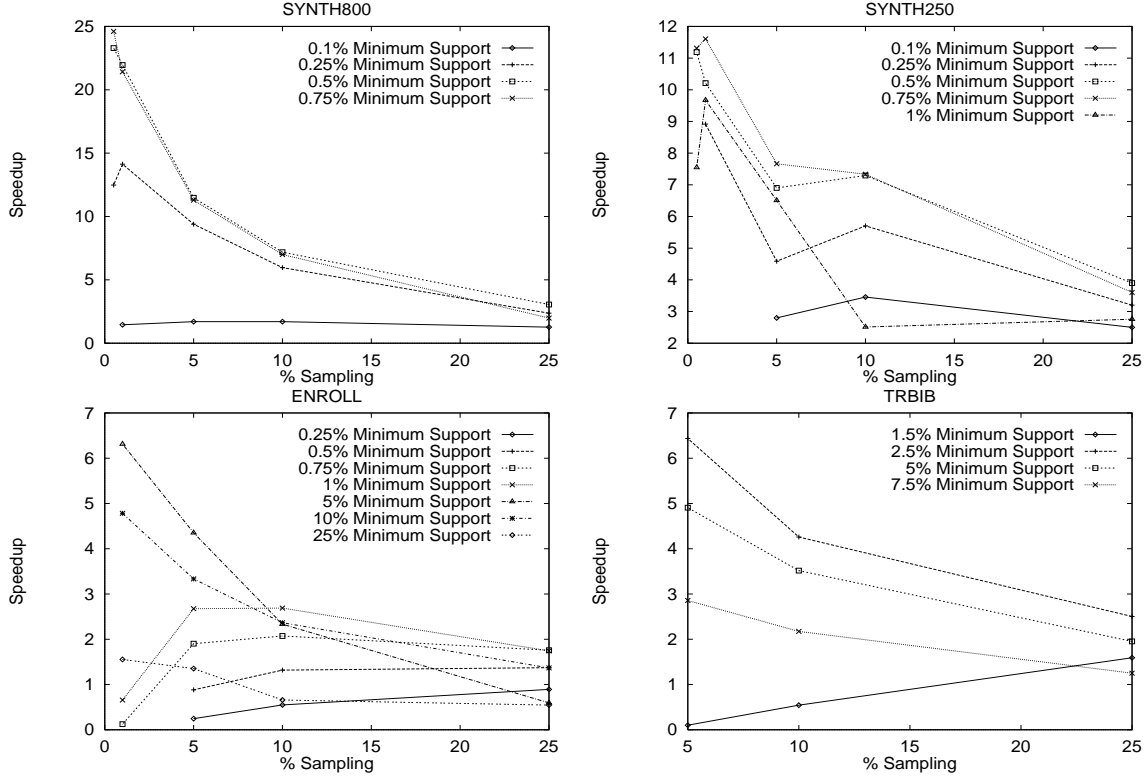 SYNTH800
25
20
15
10
5
0
Speedup
0.1% Minimum Support
0.25% Minimum Support
0.5% Minimum Support
0.75% Minimum Support
0 5 10 15 20 25
% Sampling
SYNTH250
12
11
10
9
8
7
6
5
4
3
2
Speedup
0.1% Minimum Support
0.25% Minimum Support
0.5% Minimum Support
0.75% Minimum Support
1% Minimum Support
0 5 10 15 20 25
% Sampling
ENROLL
7
6
5
4
3
2
1
0
Speedup
0.25% Minimum Support
0.5% Minimum Support
0.75% Minimum Support
1% Minimum Support
5% Minimum Support
10% Minimum Support
25% Minimum Support
0 5 10 15 20 25
% Sampling
TRBIB
7
6
5
4
3
2
1
0
Speedup
1.5% Minimum Support
2.5% Minimum Support
5% Minimum Support
7.5% Minimum Support
5 10 15 20 25
% Sampling